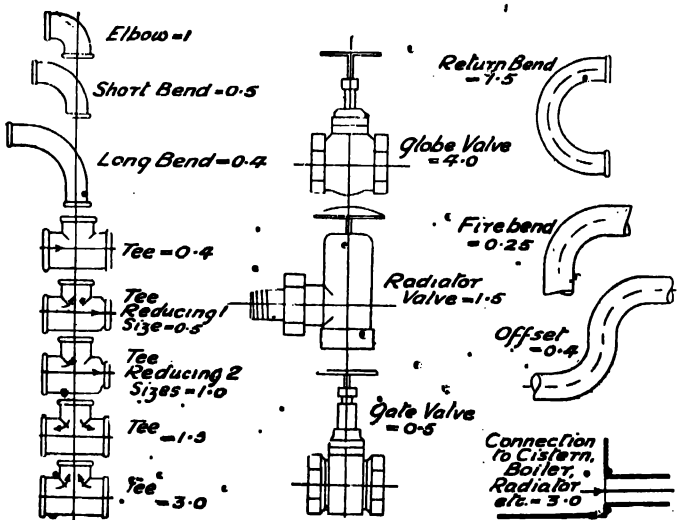 Elbow=1
Short Bend=0.5
Long Bend=0.4
Tee=0.4
Tee
Reducing 1
Size=0.5
Tee
Reducing 2
Sizes=1.0
Tee
=1.5
Tee
=3.0
Globe Valve
=4.0
Radiator
Valve=1.5
Gate Valve
=0.5
Return Bend
=1.5
Firebend
=0.25
Offset
=0.4
Connection
to Cistern,
Boiler,
Radiator
etc.=3.0